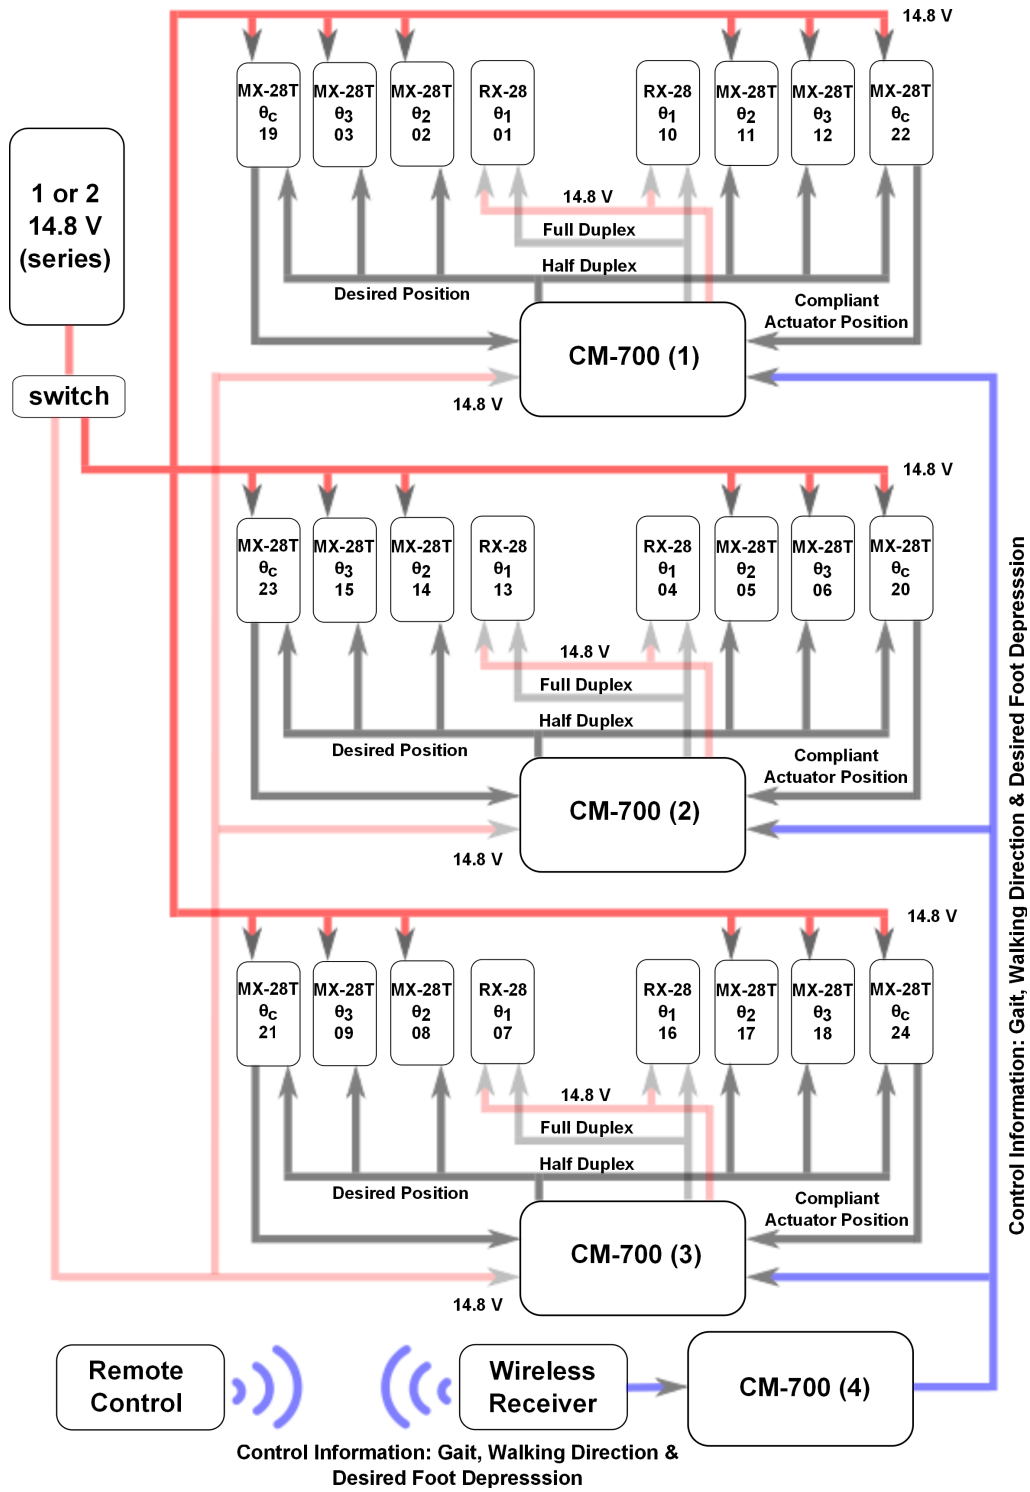 14.8 V
MX-28T
θc
19
MX-28T
θ3
03
MX-28T
θ2
02
RX-28
θ1
01
RX-28
θ1
10
MX-28T
θ2
11
MX-28T
θ3
12
MX-28T
θc
22
1 or 2
14.8 V
(series)
switch
14.8 V
Full Duplex
Half Duplex
Desired Position
Compliant
Actuator Position
CM-700 (1)
14.8 V
14.8 V
MX-28T
θc
23
MX-28T
θ3
15
MX-28T
θ2
14
RX-28
θ1
13
RX-28
θ1
04
MX-28T
θ2
05
MX-28T
θ3
06
MX-28T
θc
20
14.8 V
Full Duplex
Half Duplex
Desired Position
Compliant
Actuator Position
CM-700 (2)
14.8 V
14.8 V
MX-28T
θc
21
MX-28T
θ3
09
MX-28T
θ2
08
RX-28
θ1
07
RX-28
θ1
16
MX-28T
θ2
17
MX-28T
θ3
18
MX-28T
θc
24
14.8 V
Full Duplex
Half Duplex
Desired Position
Compliant
Actuator Position
CM-700 (3)
14.8 V
Control Information: Gait, Walking Direction & Desired Foot Depresssion
Remote
Control
Wireless
Receiver
CM-700 (4)
Control Information: Gait, Walking Direction &
Desired Foot Depresssion